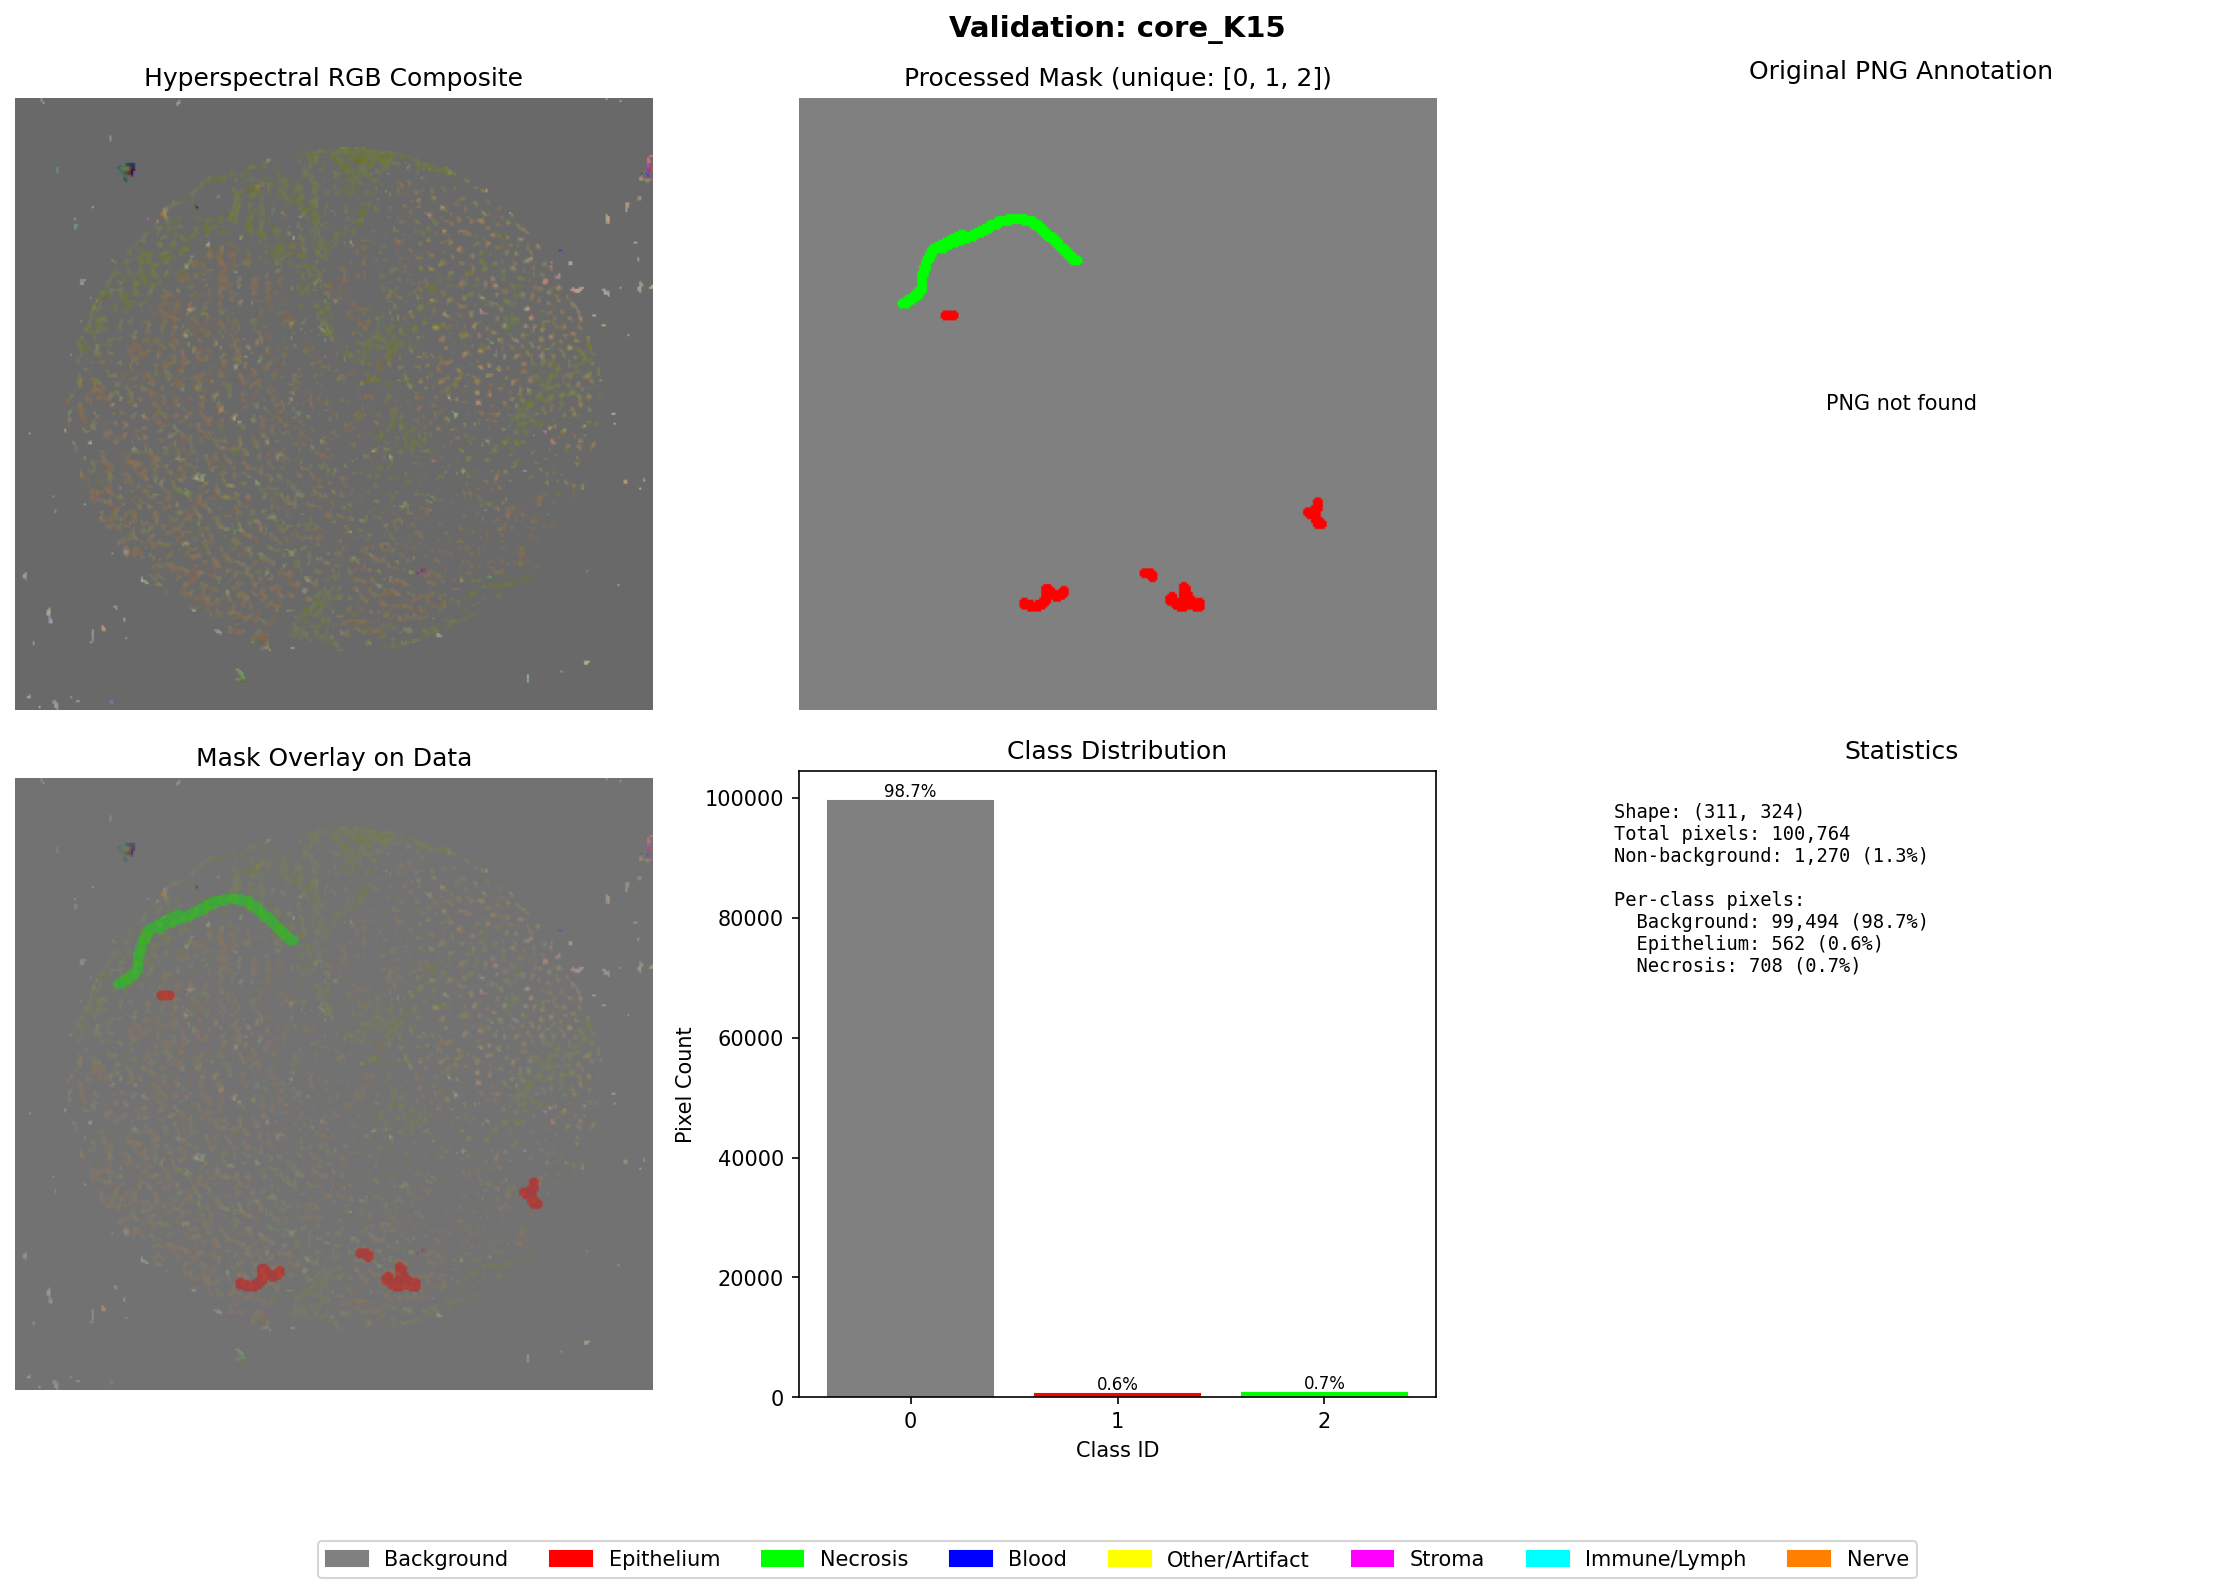 Validation: core_K15
Hyperspectral RGB Composite
Processed Mask (unique: [0, 1, 2])
Original PNG Annotation
PNG not found
Mask Overlay on Data
Class Distribution
98.7%
0.6%
0.7%
100000
80000
60000
40000
20000
0
Pixel Count
0
1
2
Class ID
Statistics
Shape: (311, 324)
Total pixels: 100,764
Non-background: 1,270 (1.3%)
Per-class pixels:
Background: 99,494 (98.7%)
Epithelium: 562 (0.6%)
Necrosis: 708 (0.7%)
Background Epithelium Necrosis Blood Other/Artifact Stroma Immune/Lymph Nerve